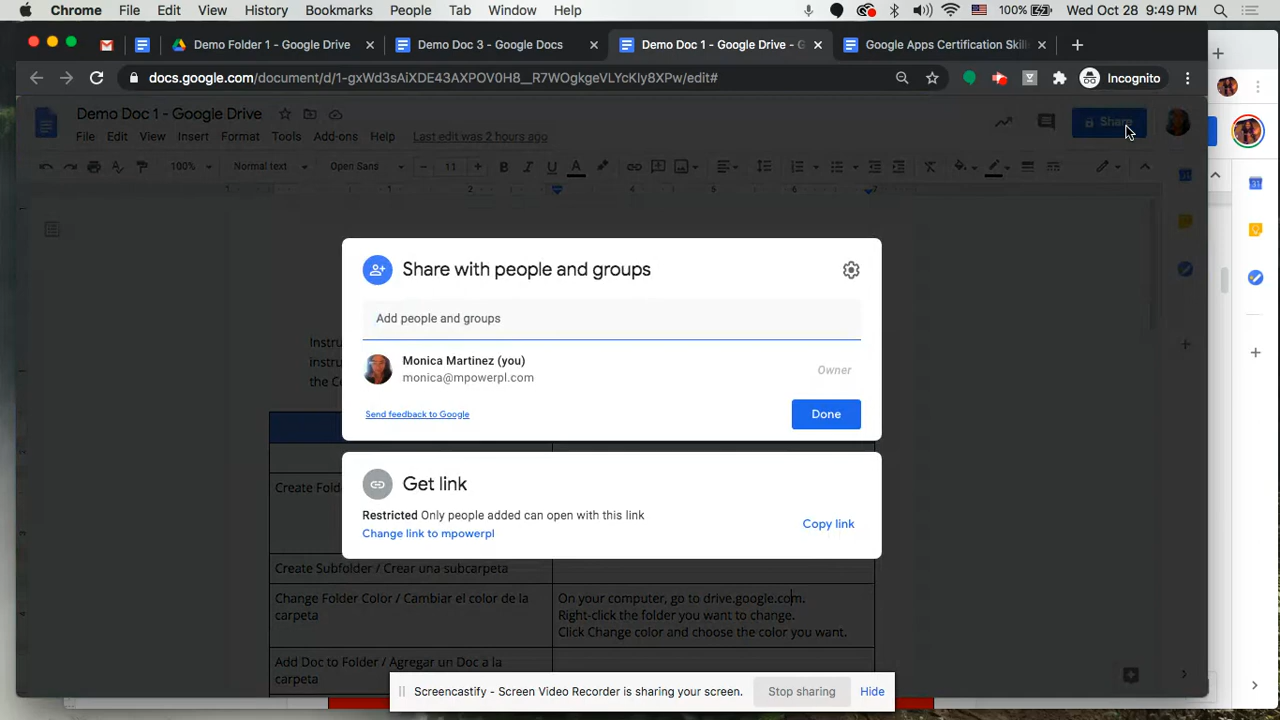 Chrome File Edit View History Bookmarks People Tab Window Help 100% Wed Oct 28 9:49 PM
Demo Folder 1 - Google Drive
Demo Doc 3 - Google Docs
Demo Doc 1 - Google Drive - G
Google Apps Certification Skill
docs.google.com/document/d/1-gxWd3sAiXDE43AXPOV0H8__R7WOgkgeVLYcKly8XPw/edit#
Incognito
Demo Doc 1 - Google Drive
File Edit View Insert Format Tools Add-ons Help Last edit was 2 hours ago
Share
100% Normal text Open Sans 11
1 1 2 6 7
Share with people and groups
Add people and groups
Monica Martinez (you)
monica@mpowerpl.com
Owner
Send feedback to Google
Done
Get link
Restricted Only people added can open with this link
Change link to mpowerpl
Copy link
Create Subfolder / Crear una subcarpeta
Change Folder Color / Cambiar el color de la
carpeta
On your computer, go to drive.google.com.
Right-click the folder you want to change.
Click Change color and choose the color you want.
Add Doc to Folder / Agregar un Doc a la
carpeta
Screencastify - Screen Video Recorder is sharing your screen.
Stop sharing
Hide